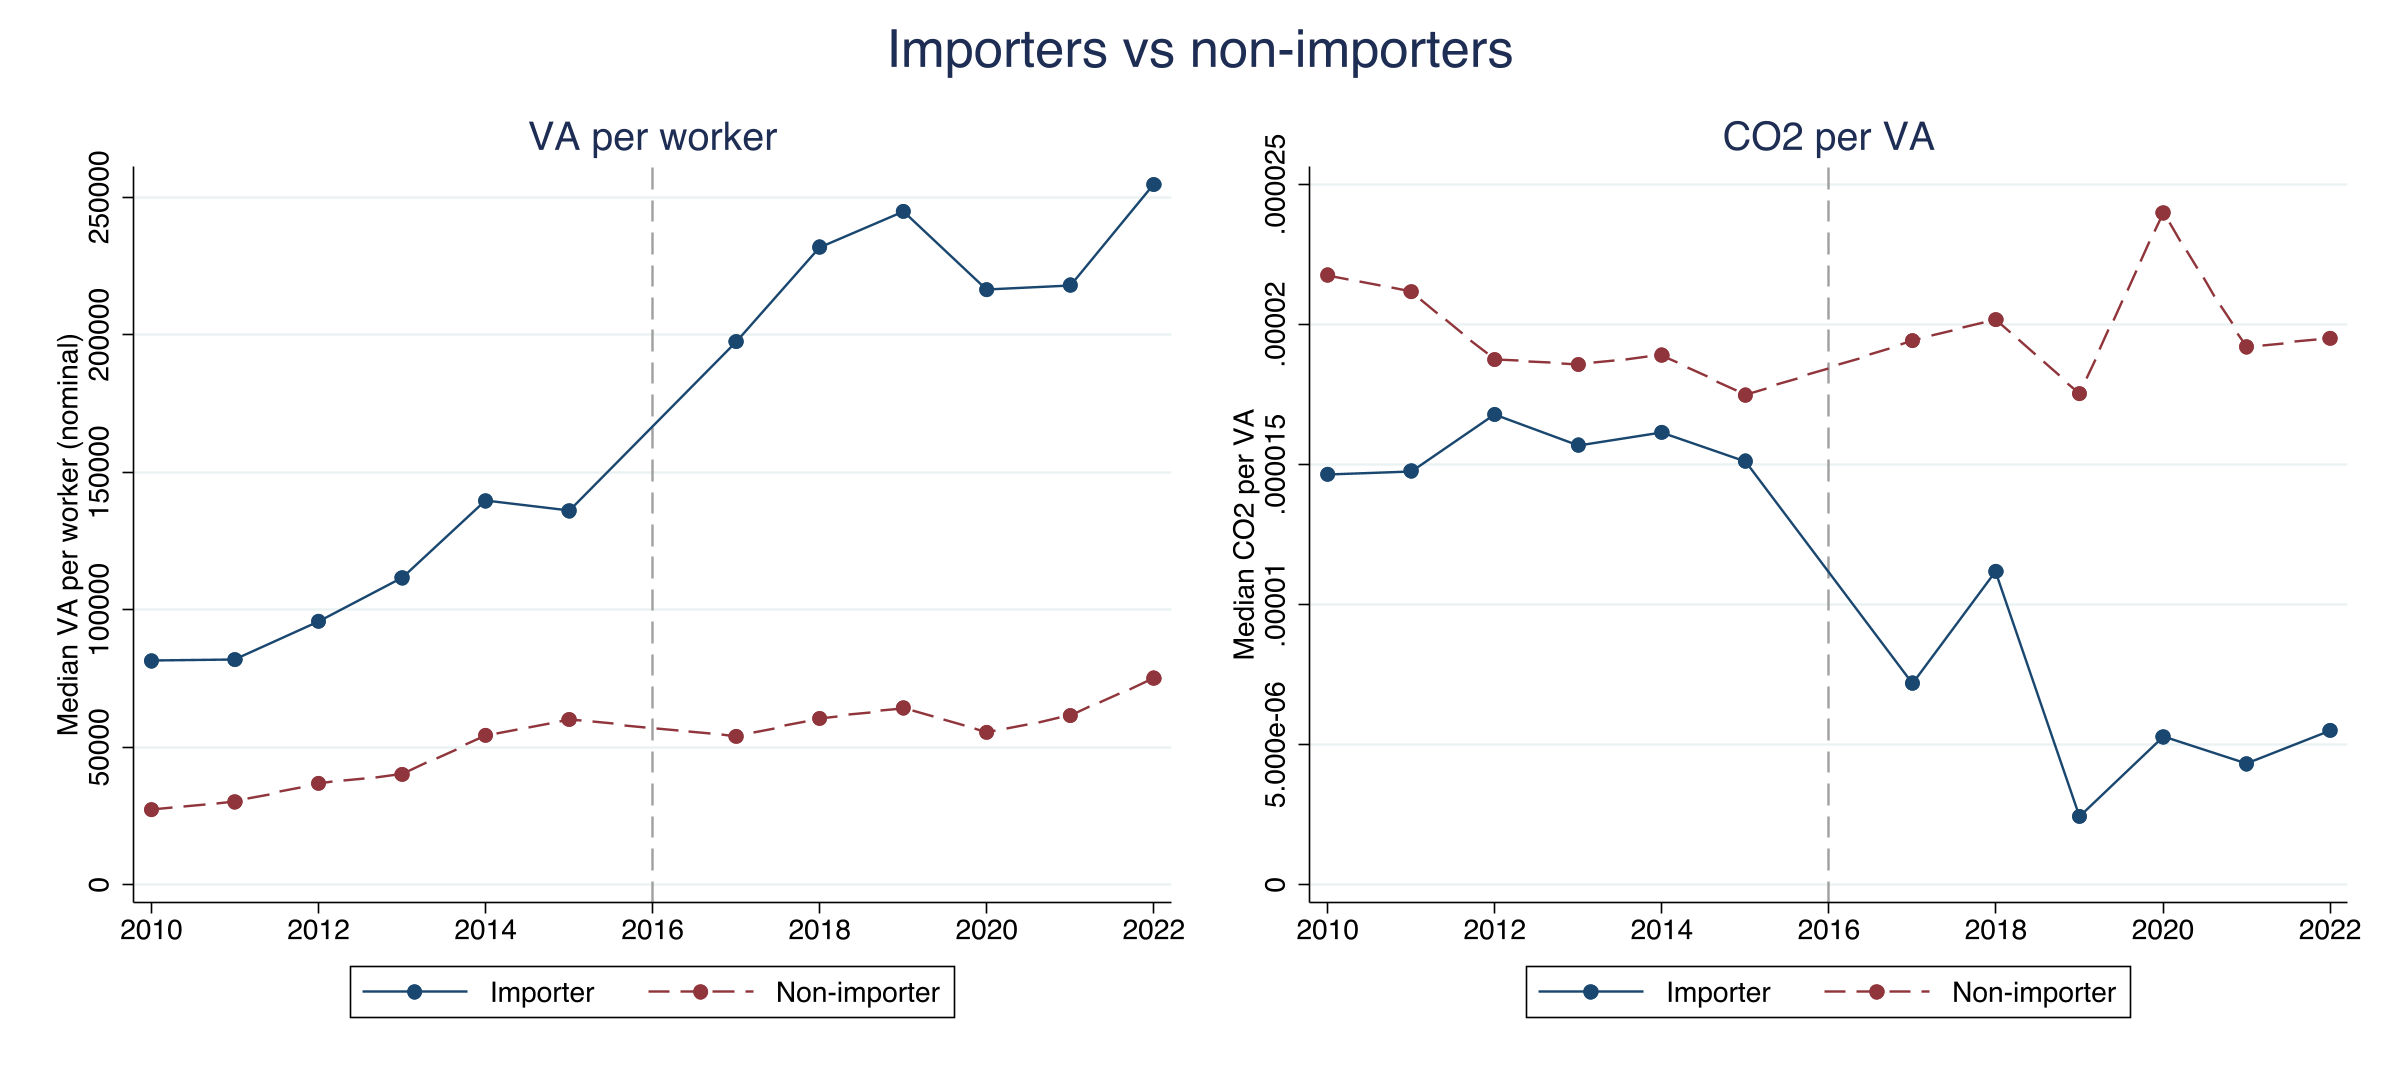 Importers vs non-importers
VA per worker
Median VA per worker (nominal)
250000
200000
150000
100000
50000
0
2010 2012 2014 2016 2018 2020 2022
Importer Non-importer
CO2 per VA
Median CO2 per VA
.000025
.00002
.000015
.00001
5.000e-06
0
2010 2012 2014 2016 2018 2020 2022
Importer Non-importer